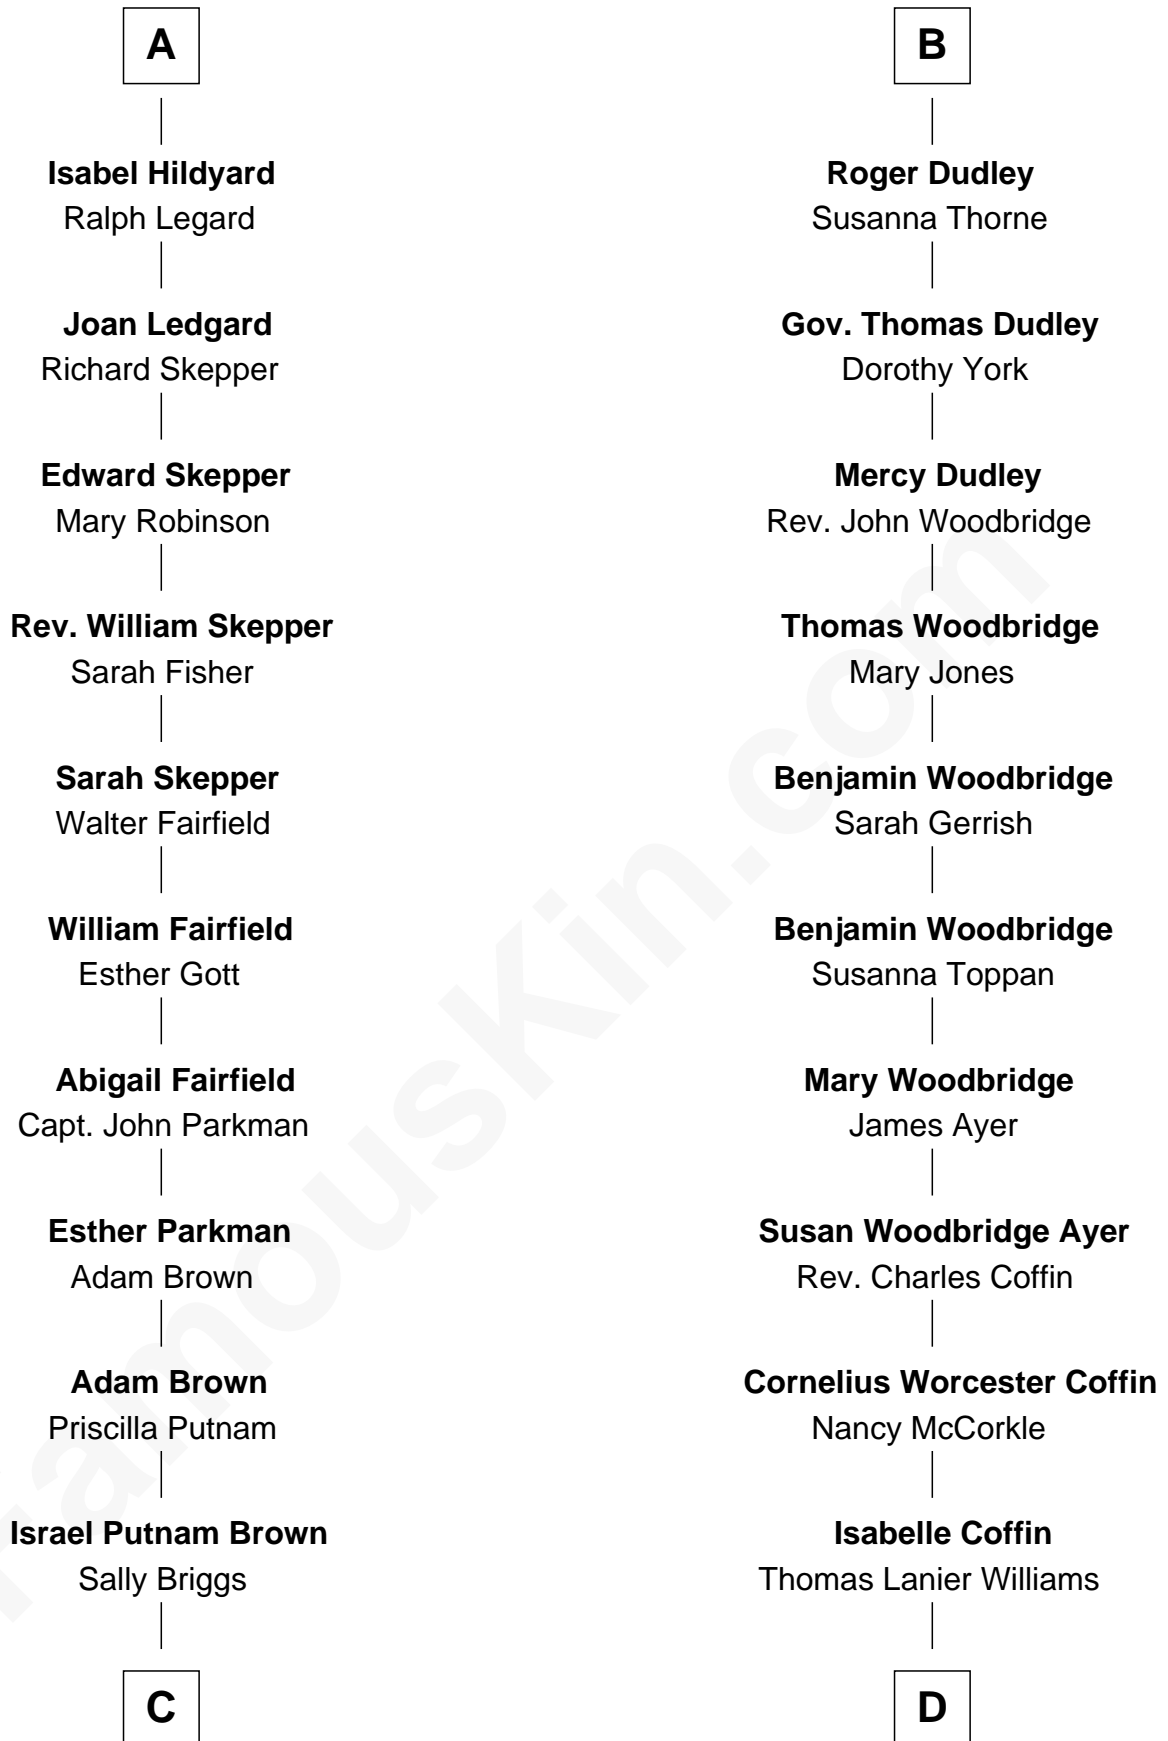 A
Isabel Hildyard
Ralph Legard
Joan Ledgard
Richard Skepper
Edward Skepper
Mary Robinson
Rev. William Skepper
Sarah Fisher
Sarah Skepper
Walter Fairfield
William Fairfield
Esther Gott
Abigail Fairfield
Capt. John Parkman
Esther Parkman
Adam Brown
Adam Brown
Priscilla Putnam
Israel Putnam Brown
Sally Briggs
C
B
Roger Dudley
Susanna Thorne
Gov. Thomas Dudley
Dorothy York
Mercy Dudley
Rev. John Woodbridge
Thomas Woodbridge
Mary Jones
Benjamin Woodbridge
Sarah Gerrish
Benjamin Woodbridge
Susanna Toppan
Mary Woodbridge
James Ayer
Susan Woodbridge Ayer
Rev. Charles Coffin
Cornelius Worcester Coffin
Nancy McCorkle
Isabelle Coffin
Thomas Lanier Williams
D
FamousKin.com